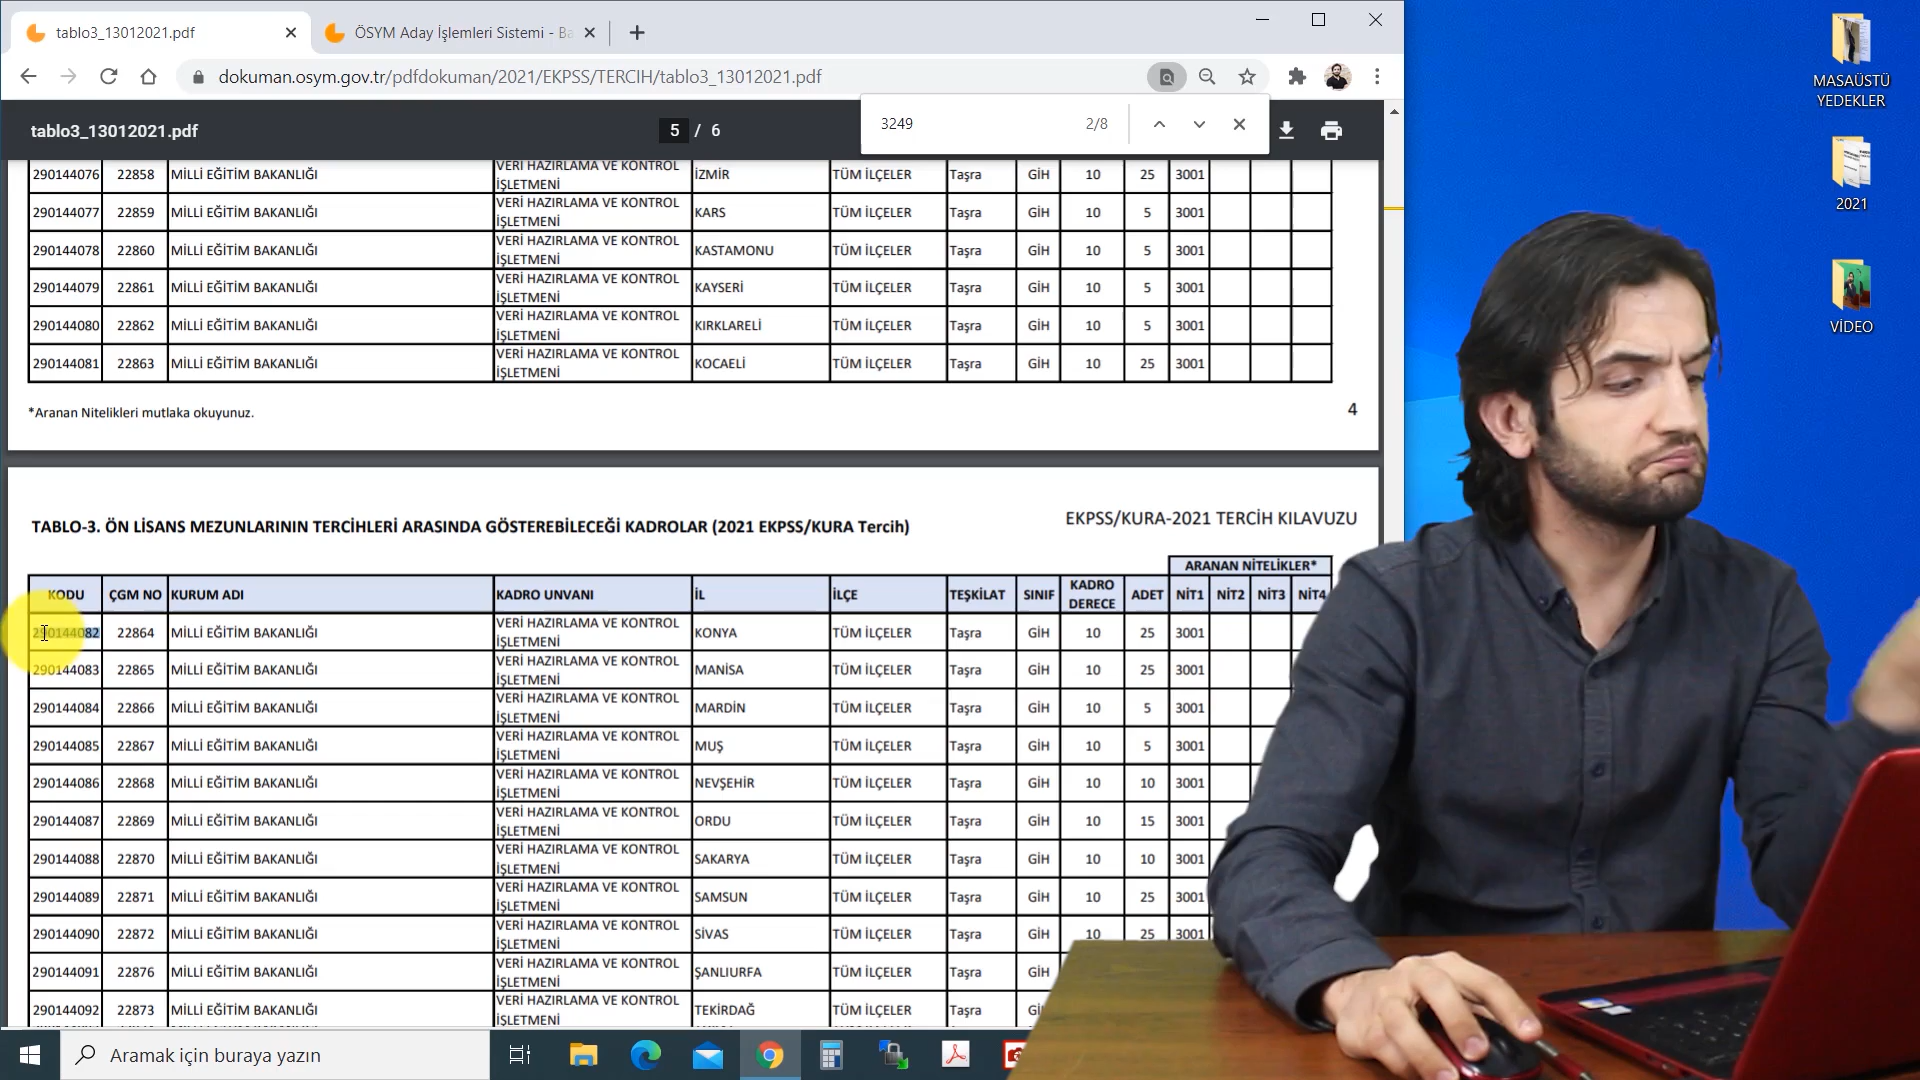 tablo3_13012021.pdf
ÖSYM Aday İşlemleri Sistemi - Ba
dokuman.osym.gov.tr/pdfdokuman/2021/EKPSS/TERCIH/tablo3_13012021.pdf
tablo3_13012021.pdf 5 / 6
3249 2/8
290144076 22858 MİLLİ EĞİTİM BAKANLIĞI VERİ HAZIRLAMA VE KONTROL İŞLETMENİ İZMİR TÜM İLÇELER Taşra GİH 10 25 3001
290144077 22859 MİLLİ EĞİTİM BAKANLIĞI VERİ HAZIRLAMA VE KONTROL İŞLETMENİ KARS TÜM İLÇELER Taşra GİH 10 5 3001
290144078 22860 MİLLİ EĞİTİM BAKANLIĞI VERİ HAZIRLAMA VE KONTROL İŞLETMENİ KASTAMONU TÜM İLÇELER Taşra GİH 10 5 3001
290144079 22861 MİLLİ EĞİTİM BAKANLIĞI VERİ HAZIRLAMA VE KONTROL İŞLETMENİ KAYSERİ TÜM İLÇELER Taşra GİH 10 5 3001
290144080 22862 MİLLİ EĞİTİM BAKANLIĞI VERİ HAZIRLAMA VE KONTROL İŞLETMENİ KIRKLARELİ TÜM İLÇELER Taşra GİH 10 5 3001
290144081 22863 MİLLİ EĞİTİM BAKANLIĞI VERİ HAZIRLAMA VE KONTROL İŞLETMENİ KOCAELİ TÜM İLÇELER Taşra GİH 10 25 3001
*Aranan Nitelikleri mutlaka okuyunuz. 4
EKPSS/KURA-2021 TERCİH KILAVUZU
TABLO-3. ÖN LİSANS MEZUNLARININ TERCİHLERİ ARASINDA GÖSTEREBİLECEĞİ KADROLAR (2021 EKPSS/KURA Tercih)
ARANAN NİTELİKLER*
KODU ÇGM NO KURUM ADI KADRO UNVANI İL İLÇE TEŞKİLAT SINIF KADRO DERECE ADET NİT1 NİT2 NİT3 NİT4
290144082 22864 MİLLİ EĞİTİM BAKANLIĞI VERİ HAZIRLAMA VE KONTROL İŞLETMENİ KONYA TÜM İLÇELER Taşra GİH 10 25 3001
290144083 22865 MİLLİ EĞİTİM BAKANLIĞI VERİ HAZIRLAMA VE KONTROL İŞLETMENİ MANİSA TÜM İLÇELER Taşra GİH 10 25 3001
290144084 22866 MİLLİ EĞİTİM BAKANLIĞI VERİ HAZIRLAMA VE KONTROL İŞLETMENİ MARDİN TÜM İLÇELER Taşra GİH 10 5 3001
290144085 22867 MİLLİ EĞİTİM BAKANLIĞI VERİ HAZIRLAMA VE KONTROL İŞLETMENİ MUŞ TÜM İLÇELER Taşra GİH 10 5 3001
290144086 22868 MİLLİ EĞİTİM BAKANLIĞI VERİ HAZIRLAMA VE KONTROL İŞLETMENİ NEVŞEHİR TÜM İLÇELER Taşra GİH 10 10 3001
290144087 22869 MİLLİ EĞİTİM BAKANLIĞI VERİ HAZIRLAMA VE KONTROL İŞLETMENİ ORDU TÜM İLÇELER Taşra GİH 10 15 3001
290144088 22870 MİLLİ EĞİTİM BAKANLIĞI VERİ HAZIRLAMA VE KONTROL İŞLETMENİ SAKARYA TÜM İLÇELER Taşra GİH 10 10 3001
290144089 22871 MİLLİ EĞİTİM BAKANLIĞI VERİ HAZIRLAMA VE KONTROL İŞLETMENİ SAMSUN TÜM İLÇELER Taşra GİH 10 25 3001
290144090 22872 MİLLİ EĞİTİM BAKANLIĞI VERİ HAZIRLAMA VE KONTROL İŞLETMENİ SİVAS TÜM İLÇELER Taşra GİH 10 25 3001
290144091 22876 MİLLİ EĞİTİM BAKANLIĞI VERİ HAZIRLAMA VE KONTROL İŞLETMENİ ŞANLIURFA TÜM İLÇELER Taşra GİH
290144092 22873 MİLLİ EĞİTİM BAKANLIĞI VERİ HAZIRLAMA VE KONTROL İŞLETMENİ TEKİRDAĞ TÜM İLÇELER Taşra
Aramak için buraya yazın
MASAÜSTÜ
YEDEKLER
2021
VİDEO